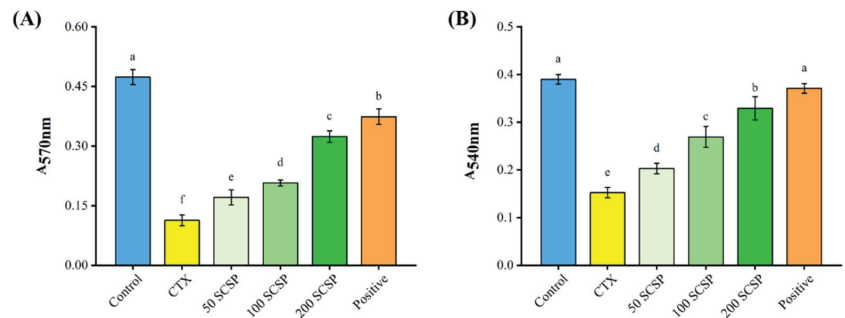 (A)
A570nm
0.60
0.45
0.30
0.15
0.00
a
f
e
d
c
b
Control
CTX
50 SCSP
100 SCSP
200 SCSP
Positive
(B)
A540nm
0.5
0.4
0.3
0.2
0.1
0.0
a
e
d
c
b
a
Control
CTX
50 SCSP
100 SCSP
200 SCSP
Positive